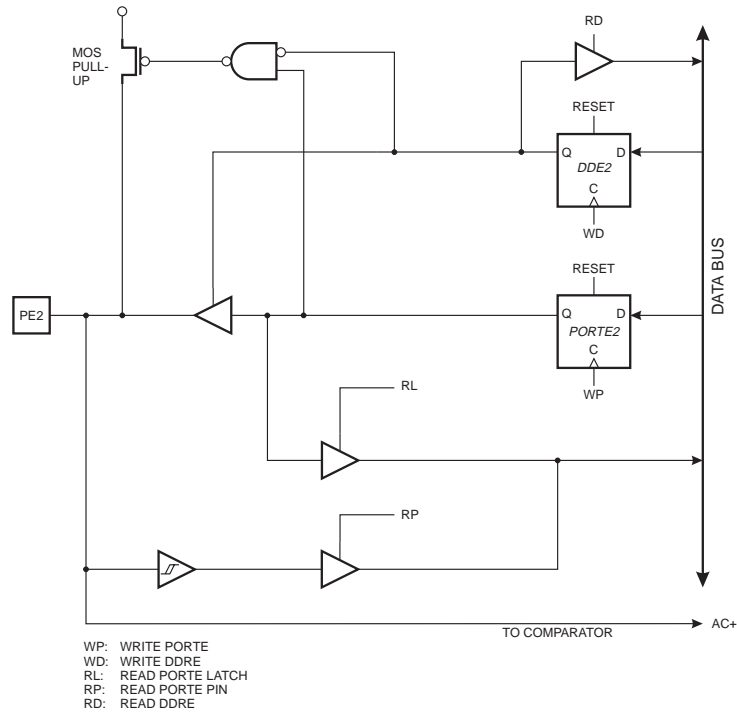 RD
MOS
PULL-
UP
RESET
Q
D
DDE2
C
WD
DATA BUS
RESET
PE2
Q
D
PORTE2
C
WP
RL
RP
TO COMPARATOR
AC+
WP: WRITE PORTE
WD: WRITE DDRE
RL: READ PORTE LATCH
RP: READ PORTE PIN
RD: READ DDRE